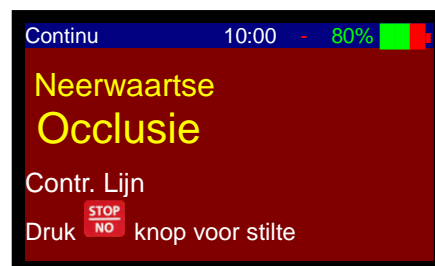 Continu 10:00 - 80%
Neerwaartse
Occlusie
Contr. Lijn
Druk STOP NO knop voor stilte